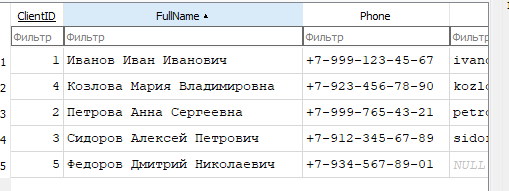 ClientID FullName Phone
Фильтр Фильтр Фильтр Фильтр
1 1 Иванов Иван Иванович +7-999-123-45-67 ivano
2 4 Козлова Мария Владимировна +7-923-456-78-90 kozlo
3 2 Петрова Анна Сергеевна +7-999-765-43-21 petro
4 3 Сидоров Алексей Петрович +7-912-345-67-89 sidor
5 5 Федоров Дмитрий Николаевич +7-934-567-89-01 NULL